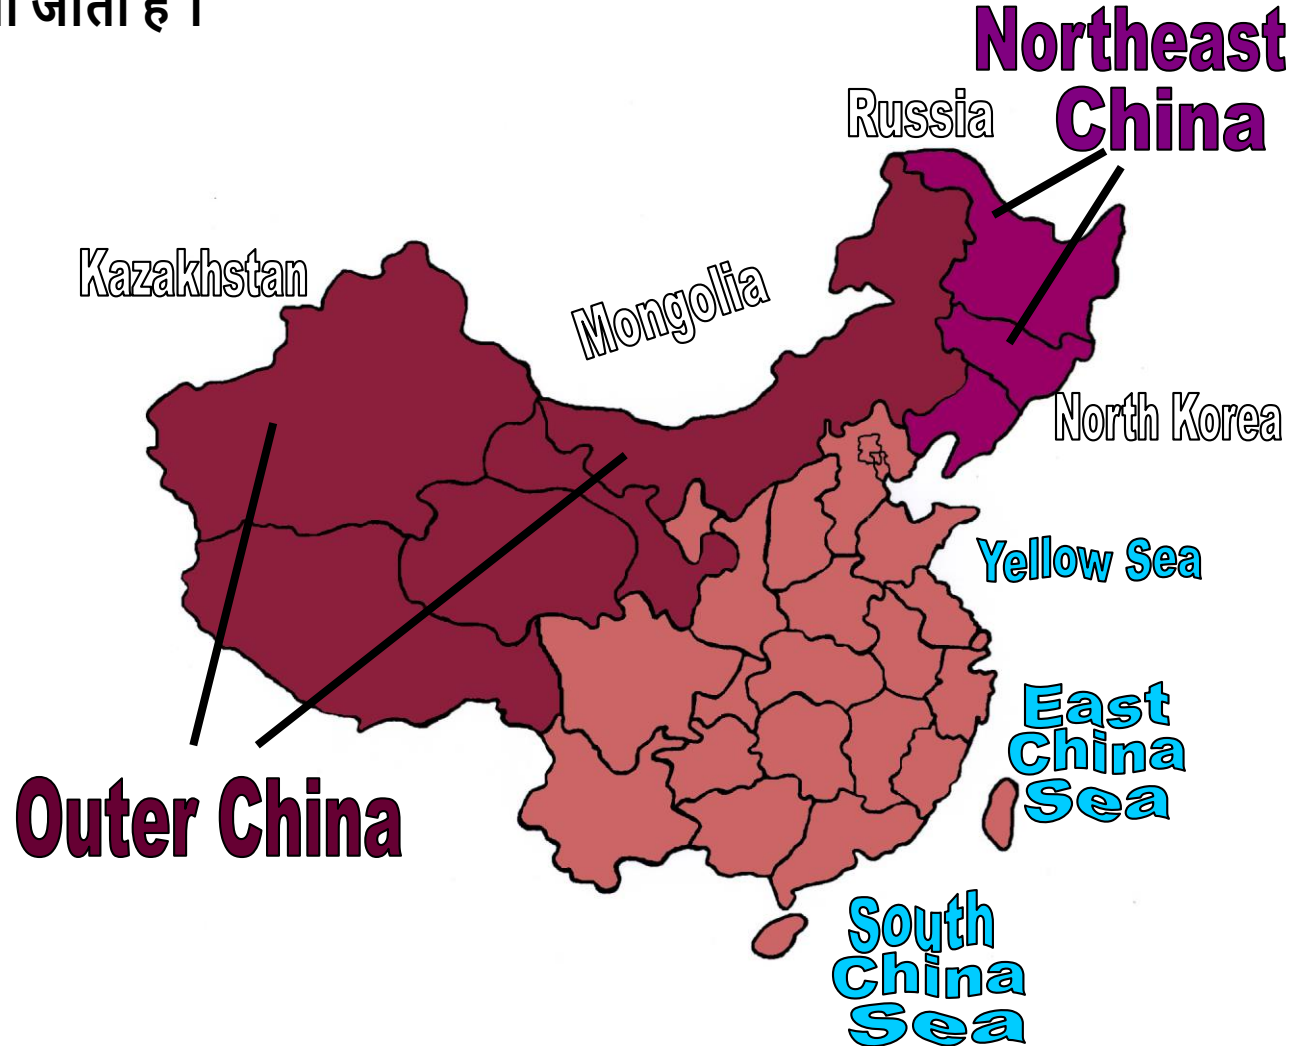 जाता है ।
Northeast
China
Russia
Kazakhstan
Mongolia
North Korea
Yellow Sea
East
China
Sea
Outer China
South
China
Sea